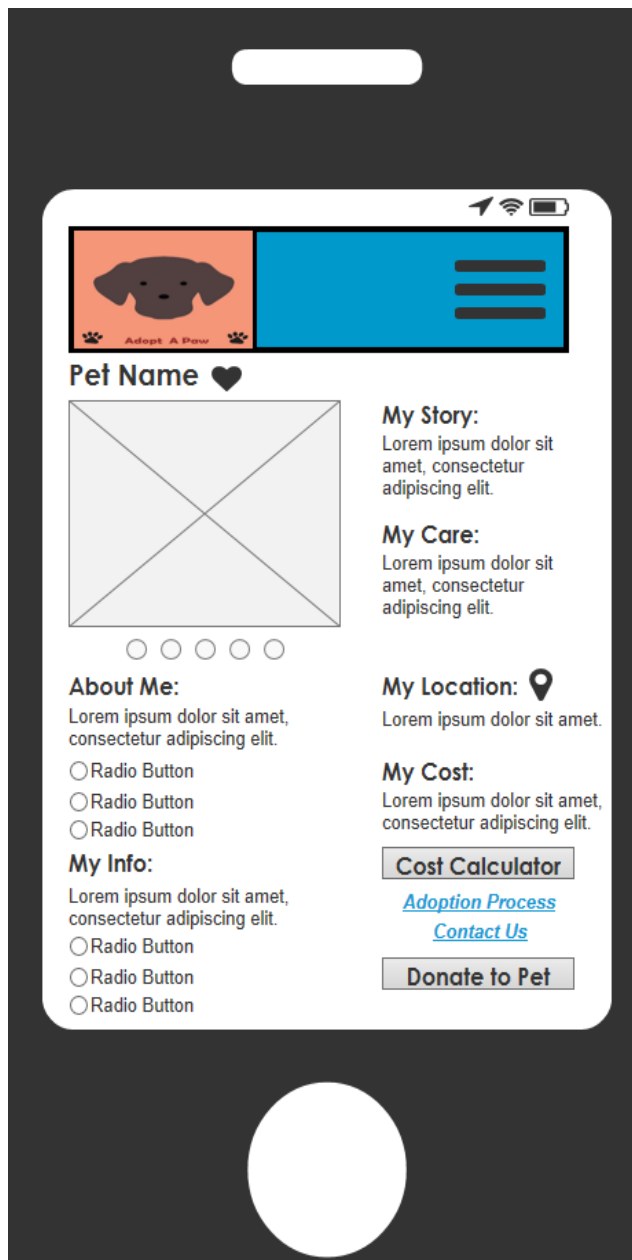 Adopt A Paw
Pet Name
My Story:
Lorem ipsum dolor sit
amet, consectetur
adipiscing elit.
My Care:
Lorem ipsum dolor sit
amet, consectetur
adipiscing elit.
About Me:
Lorem ipsum dolor sit amet,
consectetur adipiscing elit.
Radio Button
Radio Button
Radio Button
My Info:
Lorem ipsum dolor sit amet,
consectetur adipiscing elit.
Radio Button
Radio Button
Radio Button
My Location:
Lorem ipsum dolor sit amet.
My Cost:
Lorem ipsum dolor sit amet,
consectetur adipiscing elit.
Cost Calculator
Adoption Process
Contact Us
Donate to Pet